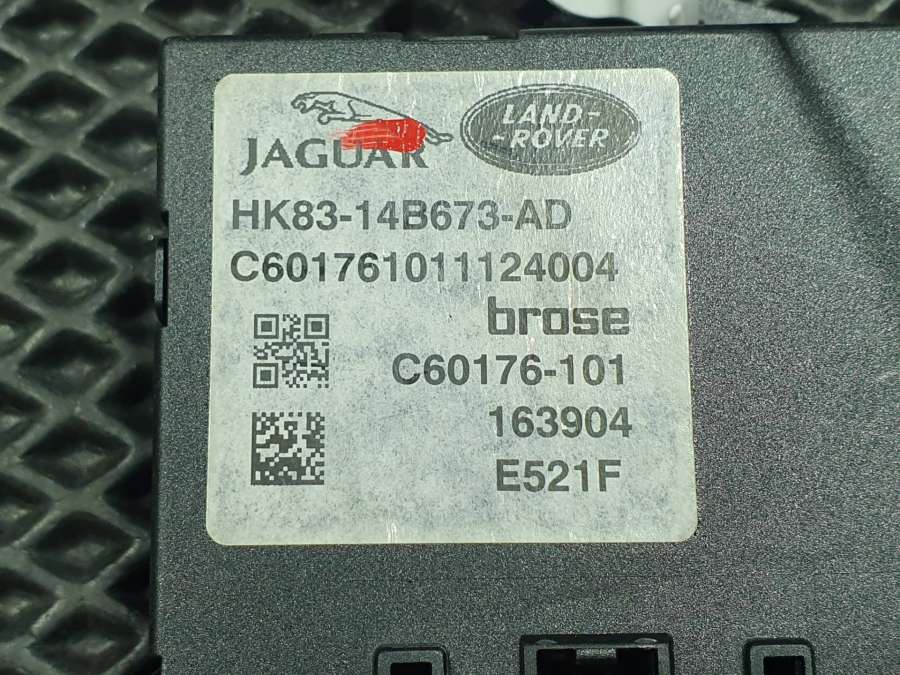 JAGUAR
LAND-
-ROVER
HK83-14B673-AD
C601761011124004
brose
C60176-101
163904
E521F